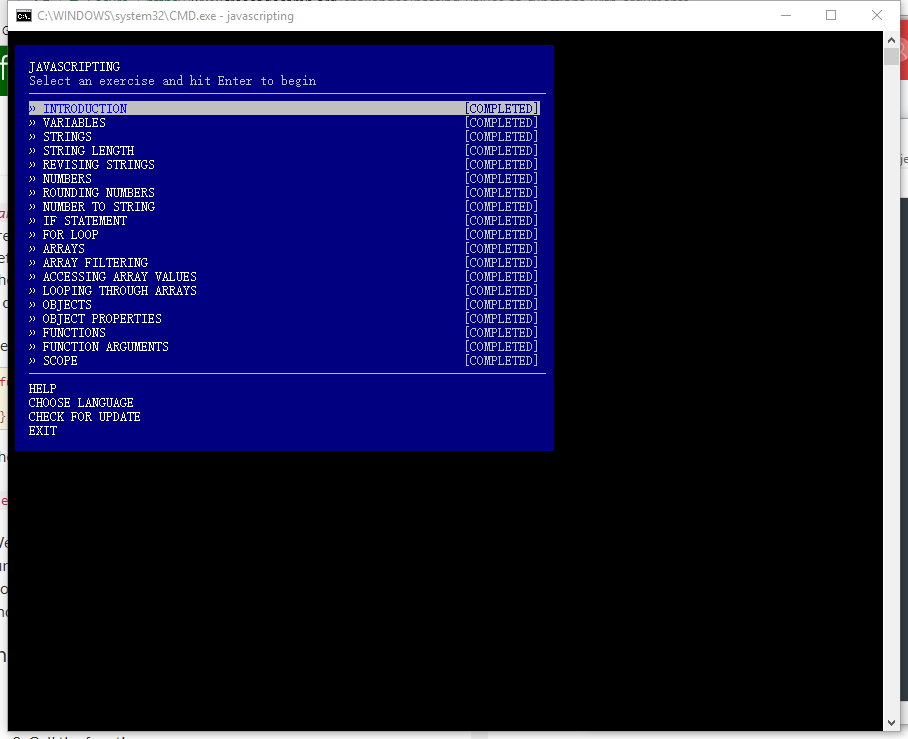 C:\WINDOWS\system32\CMD.exe - javascripting
JAVASCRIPTING
Select an exercise and hit Enter to begin
» INTRODUCTION [COMPLETED]
» VARIABLES [COMPLETED]
» STRINGS [COMPLETED]
» STRING LENGTH [COMPLETED]
» REVISING STRINGS [COMPLETED]
» NUMBERS [COMPLETED]
» ROUNDING NUMBERS [COMPLETED]
» NUMBER TO STRING [COMPLETED]
» IF STATEMENT [COMPLETED]
» FOR LOOP [COMPLETED]
» ARRAYS [COMPLETED]
» ARRAY FILTERING [COMPLETED]
» ACCESSING ARRAY VALUES [COMPLETED]
» LOOPING THROUGH ARRAYS [COMPLETED]
» OBJECTS [COMPLETED]
» OBJECT PROPERTIES [COMPLETED]
» FUNCTIONS [COMPLETED]
» FUNCTION ARGUMENTS [COMPLETED]
» SCOPE [COMPLETED]
HELP
CHOOSE LANGUAGE
CHECK FOR UPDATE
EXIT